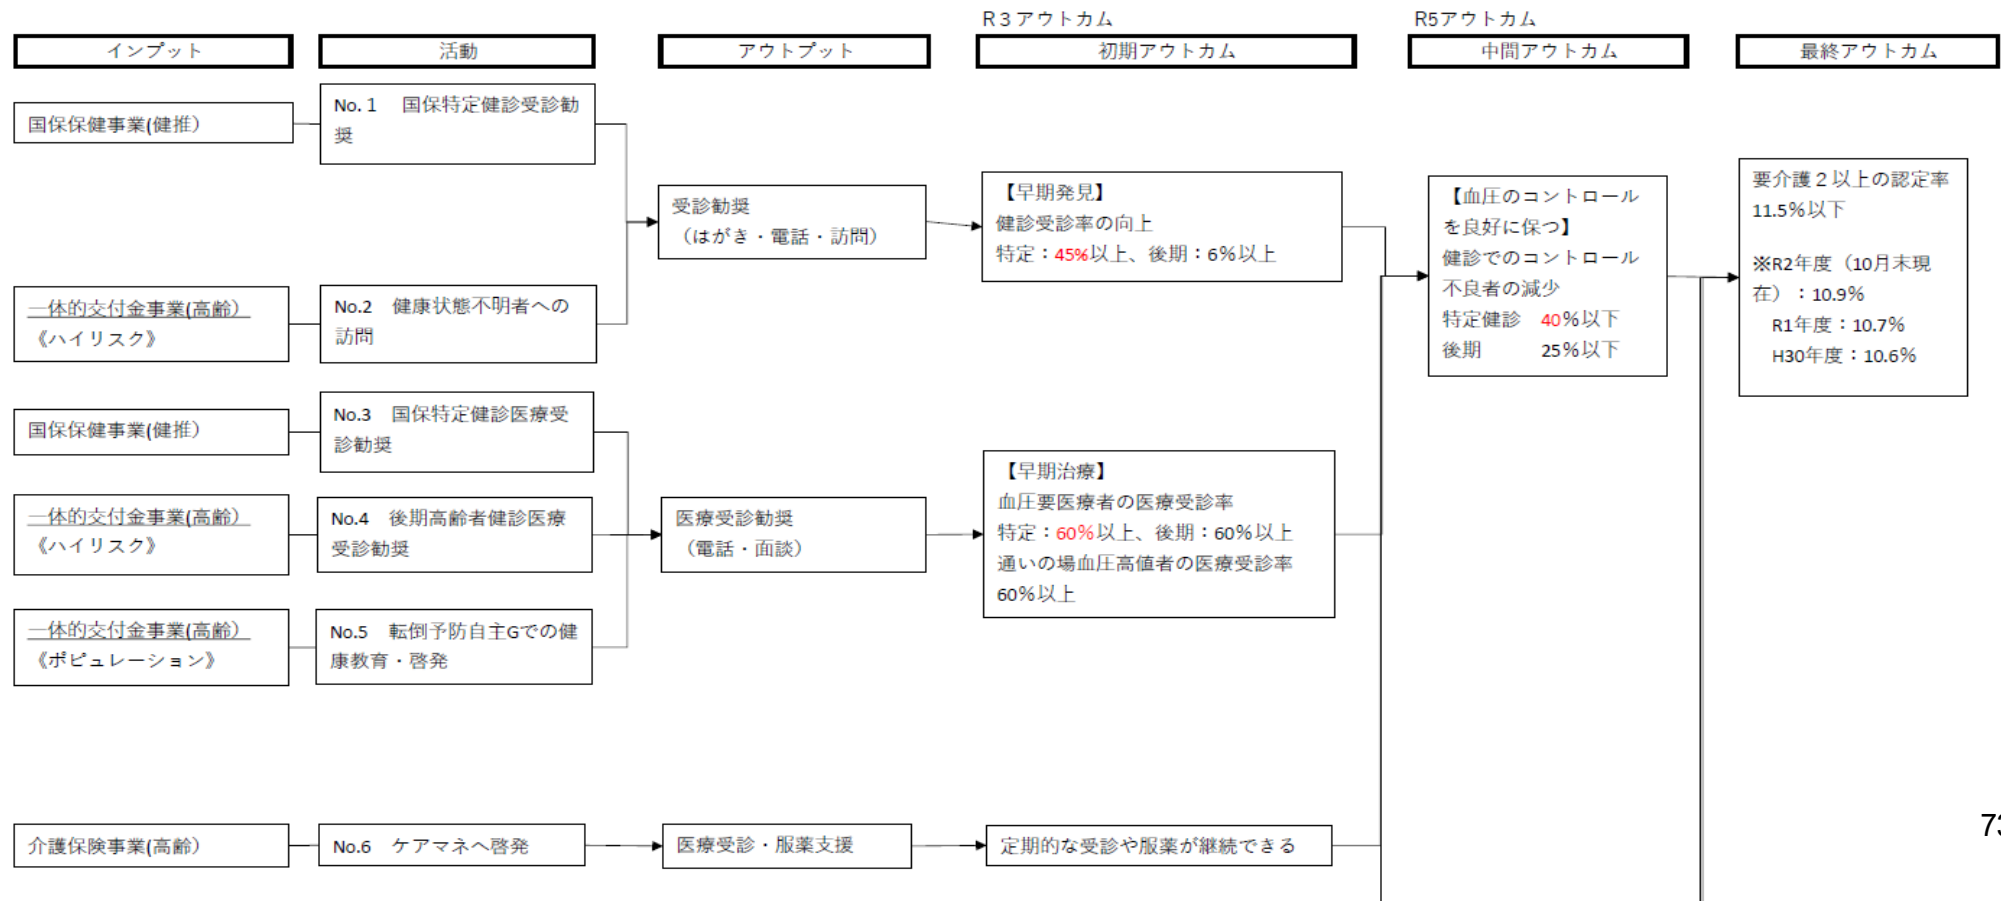 R３アウトカム
R5アウトカム
インプット
活動
アウトプット
初期アウトカム
中間アウトカム
最終アウトカム
国保保健事業(健推）
No.１　国保特定健診受診勧
奨
一体的交付金事業(高齢）
《ハイリスク》
No.2　健康状態不明者への
訪問
受診勧奨
（はがき・電話・訪問）
【早期発見】
健診受診率の向上
特定：45%以上、後期：6％以上
【血圧のコントロール
を良好に保つ】
健診でのコントロール
不良者の減少
特定健診　40％以下
後期　　　25％以下
要介護２以上の認定率
11.5％以下
※R2年度（10月末現
在）：10.9％
R1年度：10.7％
H30年度：10.6％
国保保健事業(健推）
No.3　国保特定健診医療受
診勧奨
一体的交付金事業(高齢）
《ハイリスク》
No.4　後期高齢者健診医療
受診勧奨
一体的交付金事業(高齢）
《ポピュレーション》
No.5　転倒予防自主Gでの健
康教育・啓発
医療受診勧奨
（電話・面談）
【早期治療】
血圧要医療者の医療受診率
特定：60％以上、後期：60％以上
通いの場血圧高値者の医療受診率
60％以上
介護保険事業(高齢）
No.6　ケアマネへ啓発
医療受診・服薬支援
定期的な受診や服薬が継続できる